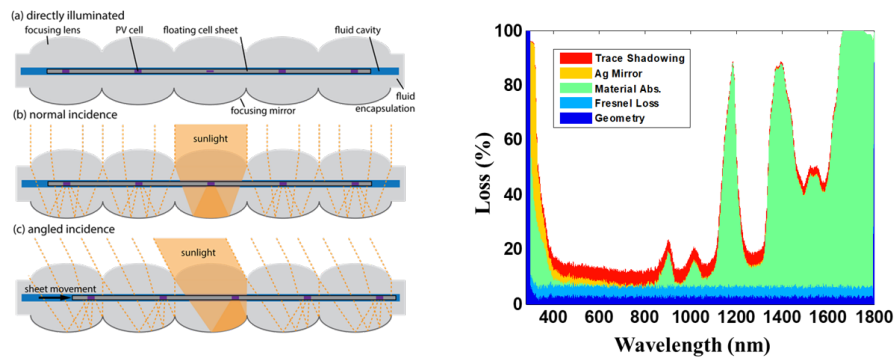 (a) directly illuminated
focusing lens
PV cell
floating cell sheet
fluid cavity
fluid
encapsulation
focusing mirror
(b) normal incidence
sunlight
(c) angled incidence
sunlight
sheet movement
Loss (%)
100
80
60
40
20
0
Trace Shadowing
Ag Mirror
Material Abs.
Fresnel Loss
Geometry
400 600 800 1000 1200 1400 1600 1800
Wavelength (nm)